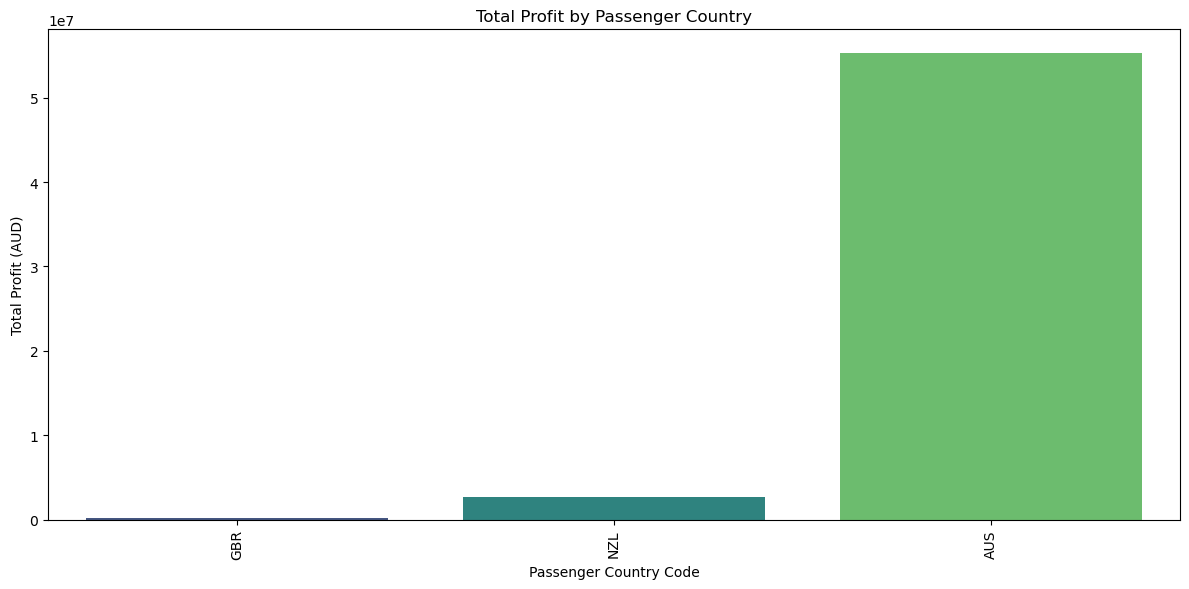 Total Profit by Passenger Country
1e7
Total Profit (AUD)
5
4
3
2
1
0
GBR
NZL
AUS
Passenger Country Code